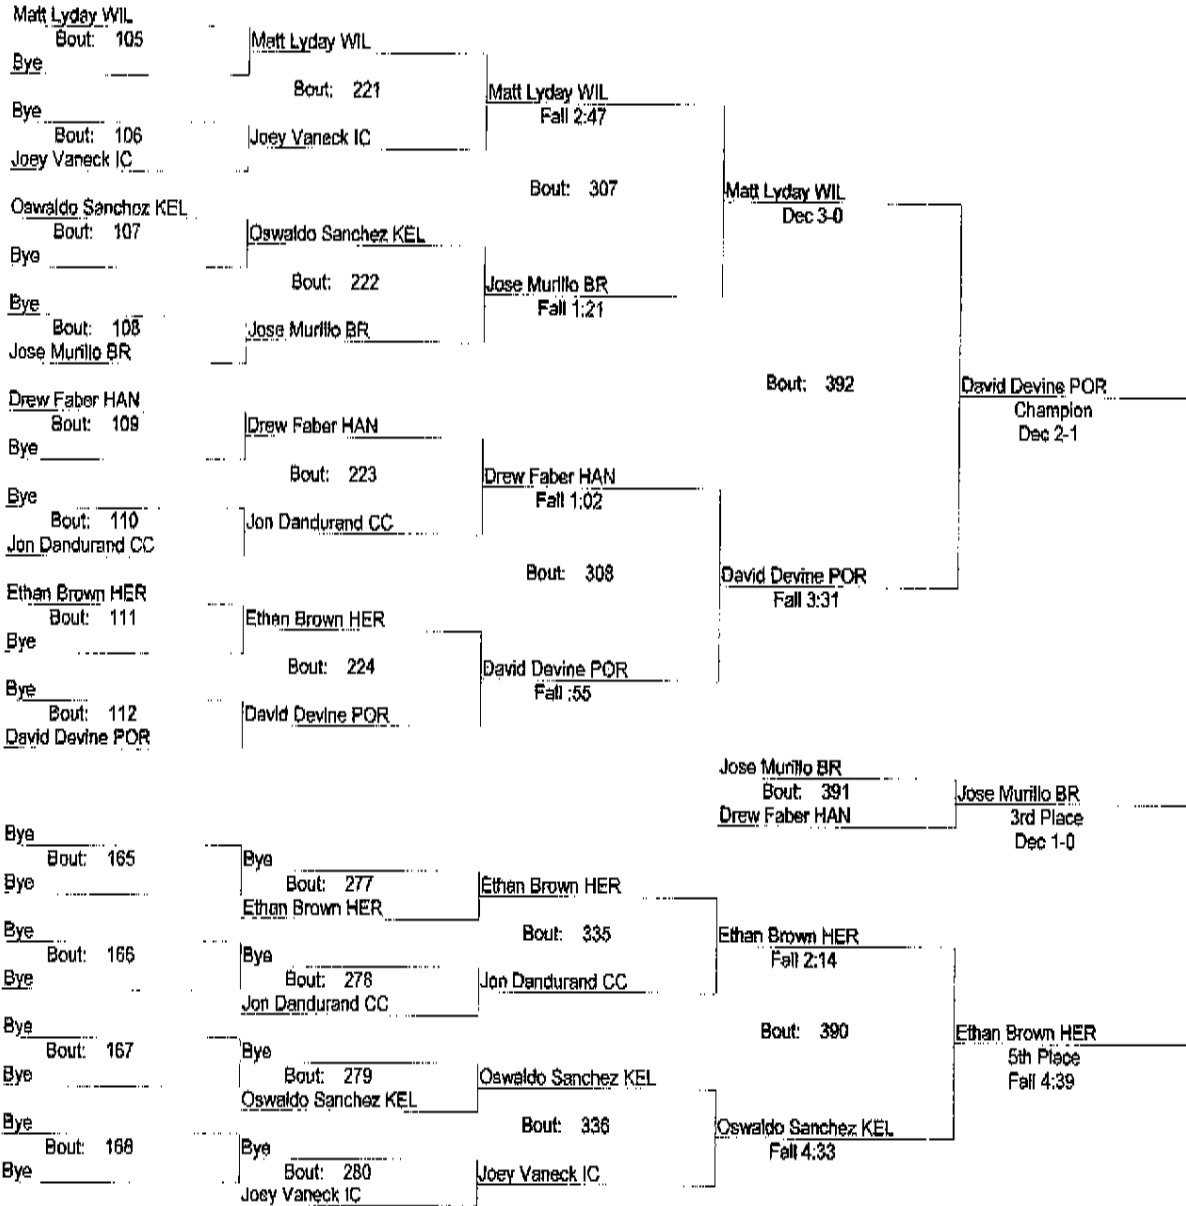 Matt Lyday WIL
Bout: 105
Bye
Matt Lyday WIL
Bout: 221
Bye
Bout: 106
Joey Vaneck IC
Joey Vaneck IC
Matt Lyday WIL
Fall 2:47
Bout: 307
Oswaldo Sanchez KEL
Bout: 107
Bye
Oswaldo Sanchez KEL
Bout: 222
Bye
Bout: 108
Jose Murillo BR
Jose Murillo BR
Jose Murillo BR
Fall 1:21
Matt Lyday WIL
Dec 3-0
Bout: 392
Drew Faber HAN
Bout: 109
Bye
Drew Faber HAN
Bout: 223
Bye
Bout: 110
Jon Dandurand CC
Jon Dandurand CC
Drew Faber HAN
Fall 1:02
Bout: 308
Ethan Brown HER
Bout: 111
Bye
Ethan Brown HER
Bout: 224
Bye
Bout: 112
David Devine POR
David Devine POR
David Devine POR
Fall :55
David Devine POR
Fall 3:31
David Devine POR
Champion
Dec 2-1
Jose Murillo BR
Bout: 391
Drew Faber HAN
Jose Murillo BR
3rd Place
Dec 1-0
Bye
Bout: 165
Bye
Bye
Bout: 277
Ethan Brown HER
Ethan Brown HER
Bout: 335
Bye
Bout: 166
Bye
Bye
Bout: 278
Jon Dandurand CC
Jon Dandurand CC
Ethan Brown HER
Fall 2:14
Bout: 390
Bye
Bout: 167
Bye
Bye
Bout: 279
Oswaldo Sanchez KEL
Oswaldo Sanchez KEL
Bout: 336
Bye
Bout: 168
Bye
Bye
Bout: 280
Joey Vaneck IC
Joey Vaneck IC
Oswaldo Sanchez KEL
Fall 4:33
Ethan Brown HER
5th Place
Fall 4:39